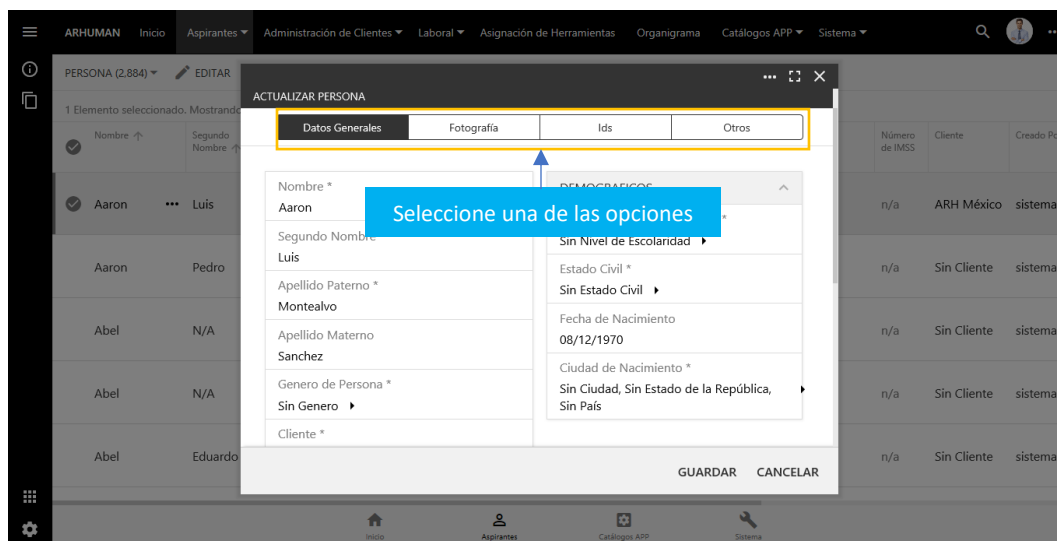 ARHUMAN Inicio Aspirantes Administración de Clientes Laboral Asignación de Herramientas Organigrama Catálogos APP Sistema
PERSONA (2,884) EDITAR
1 Elemento seleccionado. Mostrando
ACTUALIZAR PERSONA
Datos Generales Fotografía Ids Otros
Nombre Segundo Nombre Número de IMSS Cliente Creado Po
Aaron Luis n/a ARH México sistema
Aaron Pedro n/a Sin Cliente sistema
Abel N/A n/a Sin Cliente sistema
Abel N/A n/a Sin Cliente sistema
Abel Eduardo n/a Sin Cliente sistema
Nombre *
Aaron
Segundo Nombre
Luis
Apellido Paterno *
Montealvo
Apellido Materno
Sanchez
Genero de Persona *
Sin Genero
Cliente *
Seleccione una de las opciones
DEMOGRAFICOS
*
Sin Nivel de Escolaridad
Estado Civil *
Sin Estado Civil
Fecha de Nacimiento
08/12/1970
Ciudad de Nacimiento *
Sin Ciudad, Sin Estado de la República,
Sin País
GUARDAR CANCELAR
Inicio Aspirantes Catálogos APP Sistema